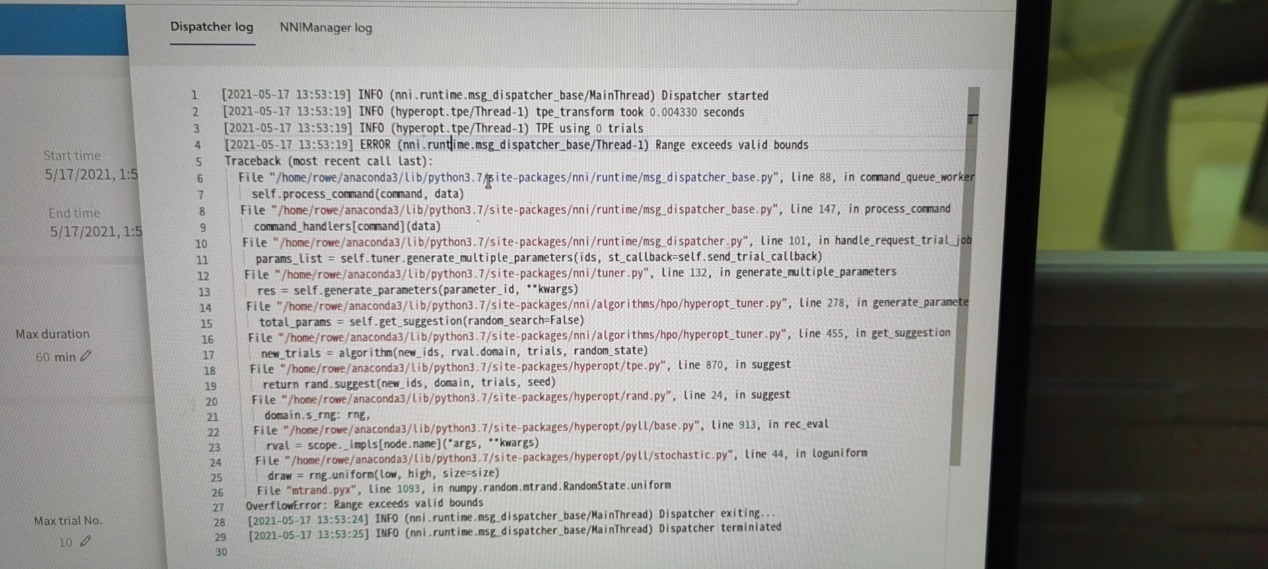 Dispatcher log NNIManager log
1 [2021-05-17 13:53:19] INFO (nni.runtime.msg_dispatcher_base/MainThread) Dispatcher started
2 [2021-05-17 13:53:19] INFO (hyperopt.tpe/Thread-1) tpe_transform took 0.004330 seconds
3 [2021-05-17 13:53:19] INFO (hyperopt.tpe/Thread-1) TPE using 0 trials
4 [2021-05-17 13:53:19] ERROR (nni.runtime.msg_dispatcher_base/Thread-1) Range exceeds valid bounds
5 Traceback (most recent call last):
6 File "/home/rowe/anaconda3/lib/python3.7/site-packages/nni/runtime/msg_dispatcher_base.py", line 88, in command_queue_worker
7 self.process_command(command, data)
8 File "/home/rowe/anaconda3/lib/python3.7/site-packages/nni/runtime/msg_dispatcher_base.py", line 147, in process_command
9 command_handlers[command](data)
10 File "/home/rowe/anaconda3/lib/python3.7/site-packages/nni/runtime/msg_dispatcher.py", line 101, in handle_request_trial_job
11 params_list = self.tuner.generate_multiple_parameters(ids, st_callback=self.send_trial_callback)
12 File "/home/rowe/anaconda3/lib/python3.7/site-packages/nni/tuner.py", line 132, in generate_multiple_parameters
13 res = self.generate_parameters(parameter_id, **kwargs)
14 File "/home/rowe/anaconda3/lib/python3.7/site-packages/nni/algorithms/hpo/hyperopt_tuner.py", line 278, in generate_paramete
15 total_params = self.get_suggestion(random_search=False)
16 File "/home/rowe/anaconda3/lib/python3.7/site-packages/nni/algorithms/hpo/hyperopt_tuner.py", line 455, in get_suggestion
17 new_trials = algorithm(new_ids, rval.domain, trials, random_state)
18 File "/home/rowe/anaconda3/lib/python3.7/site-packages/hyperopt/tpe.py", line 870, in suggest
19 return rand.suggest(new_ids, domain, trials, seed)
20 File "/home/rowe/anaconda3/lib/python3.7/site-packages/hyperopt/rand.py", line 24, in suggest
21 domain.s_rng: rng,
22 File "/home/rowe/anaconda3/lib/python3.7/site-packages/hyperopt/pyll/base.py", line 913, in rec_eval
23 rval = scope._impls[node.name](*args, **kwargs)
24 File "/home/rowe/anaconda3/lib/python3.7/site-packages/hyperopt/pyll/stochastic.py", line 44, in loguniform
25 draw = rng.uniform(low, high, size=size)
26 File "mtrand.pyx", line 1093, in numpy.random.mtrand.RandomState.uniform
27 OverflowError: Range exceeds valid bounds
28 [2021-05-17 13:53:24] INFO (nni.runtime.msg_dispatcher_base/MainThread) Dispatcher exiting...
29 [2021-05-17 13:53:25] INFO (nni.runtime.msg_dispatcher_base/MainThread) Dispatcher terminiated
30
Start time
5/17/2021, 1:5
End time
5/17/2021, 1:5
Max duration
60 min
Max trial No.
10